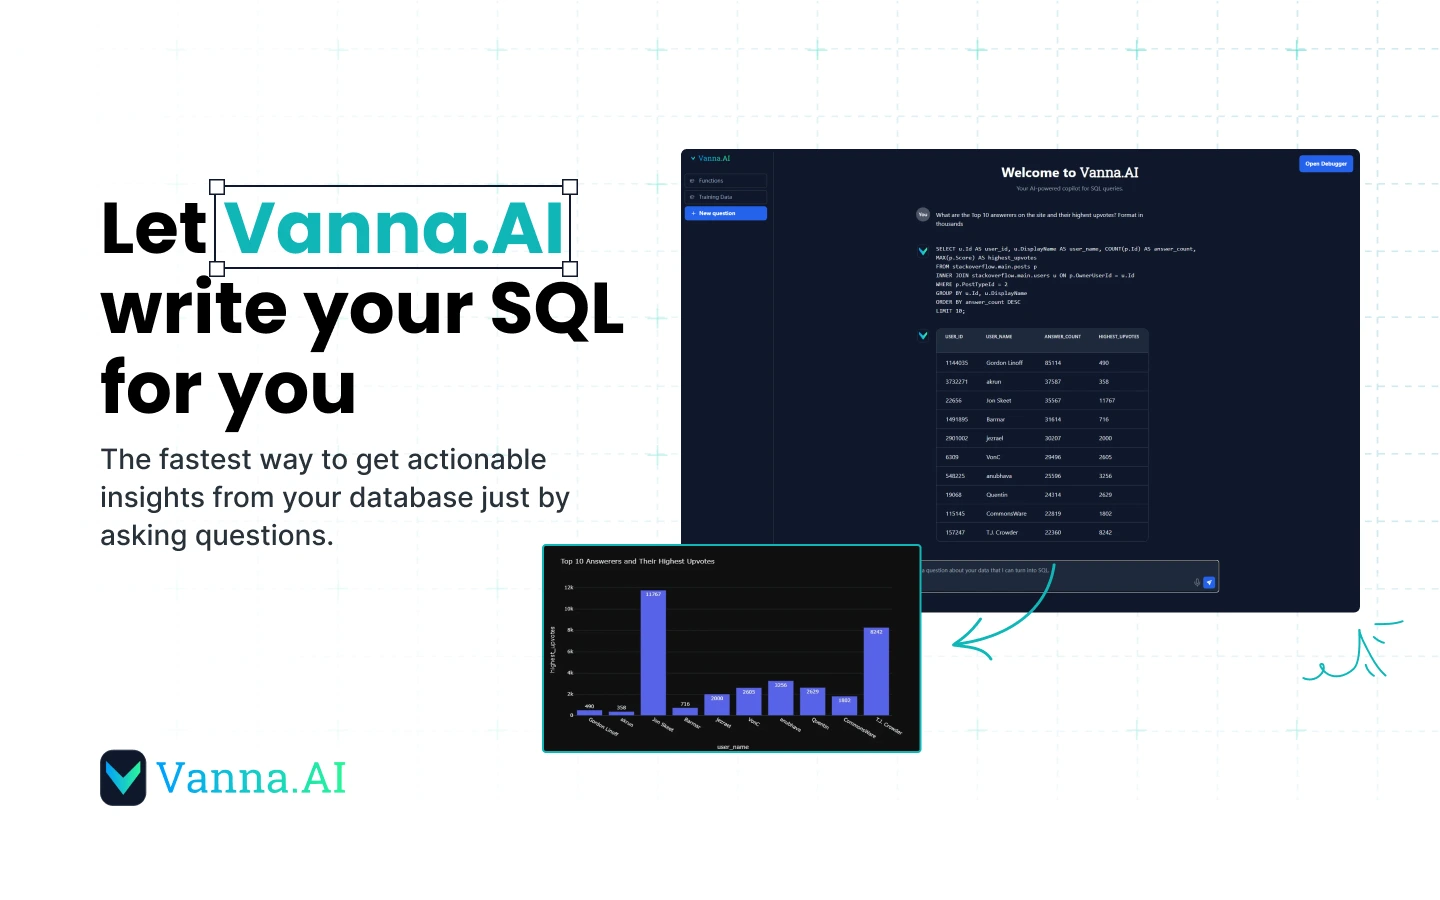 Let Vanna.AI
write your SQL
for you
The fastest way to get actionable
insights from your database just by
asking questions.
Vanna.AI
Vanna.AI
Functions
Training Data
+ New question
Open Debugger
Welcome to Vanna.AI
Your AI-powered copilot for SQL queries.
You
What are the Top 10 answerers on the site and their highest upvotes? Format in
thousands
SELECT u.Id AS user_id, u.DisplayName AS user_name, COUNT(p.Id) AS answer_count,
MAX(p.Score) AS highest_upvotes
FROM stackoverflow.main.posts p
INNER JOIN stackoverflow.main.users u ON p.OwnerUserId = u.Id
WHERE p.PostTypeId = 2
GROUP BY u.Id, u.DisplayName
ORDER BY answer_count DESC
LIMIT 10;
USER_ID USER_NAME ANSWER_COUNT HIGHEST_UPVOTES
1144035 Gordon Linoff 85114 490
3732271 akrun 37587 358
22656 Jon Skeet 35567 11767
1491895 Barmar 31614 716
2901002 jezrael 30207 2000
6309 VonC 29496 2605
548225 anubhava 25596 3256
19068 Quentin 24314 2629
115145 CommonsWare 22819 1802
157247 T.J. Crowder 22360 8242
a question about your data that I can turn into SQL.
Top 10 Answerers and Their Highest Upvotes
highest_upvotes
12k
10k
8k
6k
4k
2k
0
490 358 11767 716 2000 2605 3256 2629 1802 8242
Gordon Linoff akrun Jon Skeet Barmar jezrael VonC anubhava Quentin CommonsWare T.J. Crowder
user_name